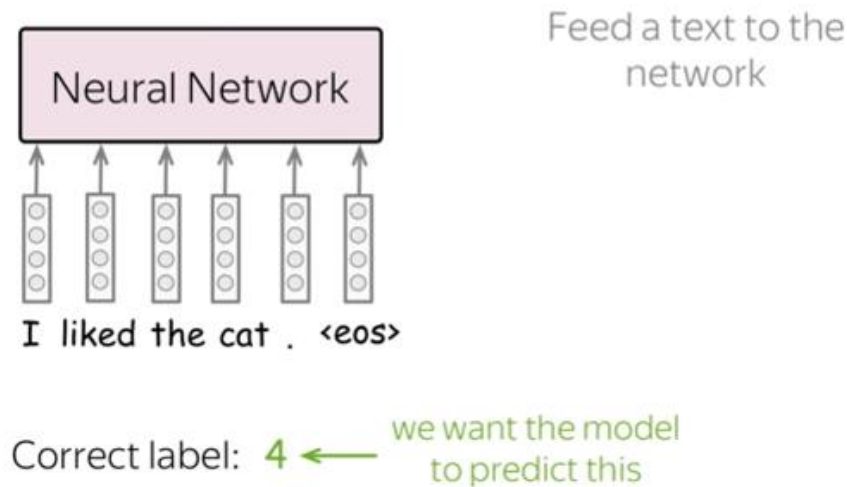 Feed a text to the
network
Neural Network
I liked the cat . <eos>
we want the model
Correct label: 4
to predict this